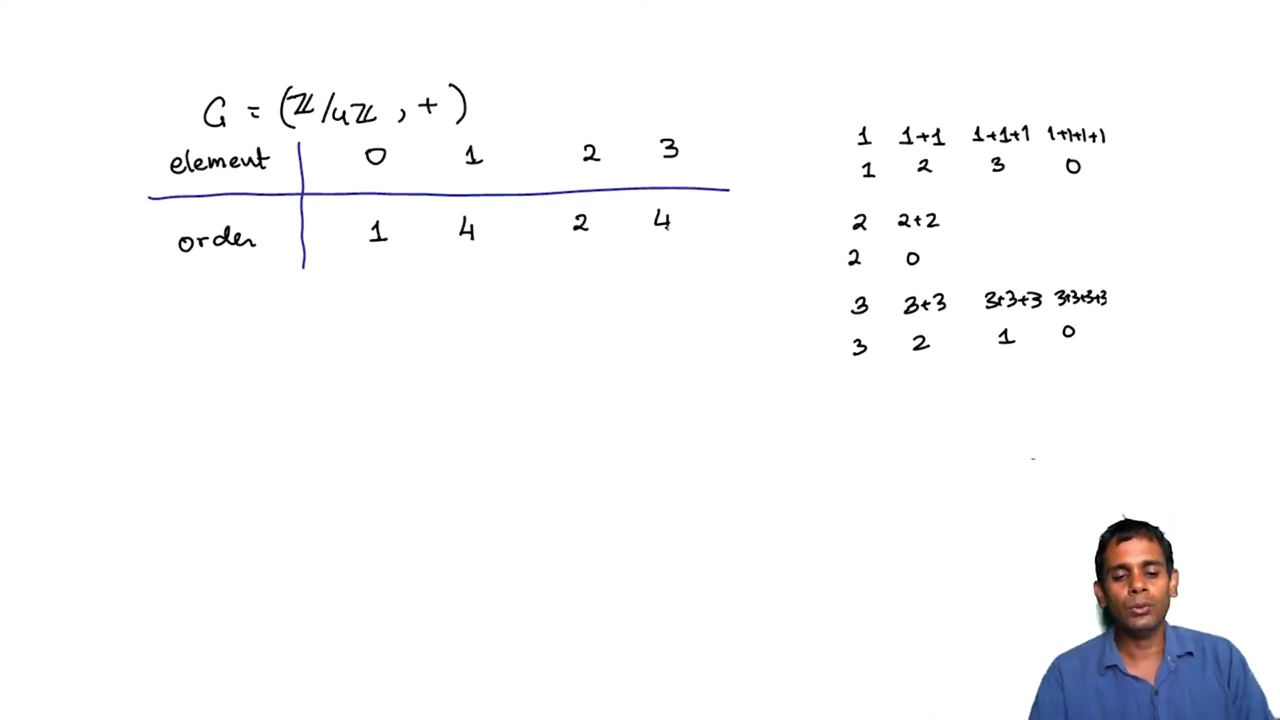 G = (ℤ/4ℤ, +)
element 0 1 2 3
order 1 4 2 4
1 1+1 1+1+1 1+1+1+1
1 2 3 0
2 2+2
2 0
3 3+3 3+3+3 3+3+3+3
3 2 1 0